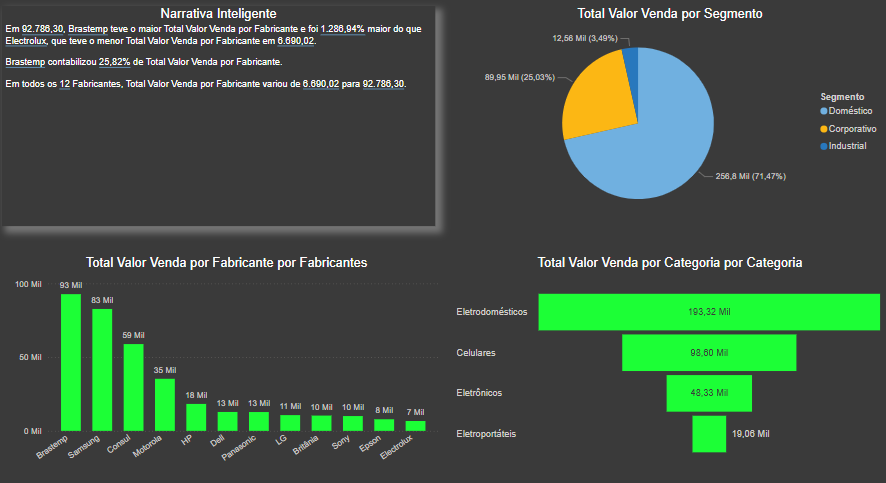 Narrativa Inteligente
Em 92.786,30, Brastemp teve o maior Total Valor Venda por Fabricante e foi 1.286,94% maior do que
Electrolux, que teve o menor Total Valor Venda por Fabricante em 6.690,02.
Brastemp contabilizou 25,82% de Total Valor Venda por Fabricante.
Em todos os 12 Fabricantes, Total Valor Venda por Fabricante variou de 6.690,02 para 92.786,30.
Total Valor Venda por Segmento
12,56 Mil (3,49%)
89,95 Mil (25,03%)
256,8 Mil (71,47%)
Segmento
Doméstico
Corporativo
Industrial
Total Valor Venda por Fabricante por Fabricantes
100 Mil
50 Mil
0 Mil
93 Mil
83 Mil
59 Mil
35 Mil
18 Mil
13 Mil
13 Mil
11 Mil
10 Mil
10 Mil
8 Mil
7 Mil
Brastemp
Samsung
Consul
Motorola
HP
Dell
Panasonic
LG
Britânia
Sony
Epson
Electrolux
Total Valor Venda por Categoria por Categoria
Eletrodomésticos
193,32 Mil
Celulares
98,60 Mil
Eletrônicos
48,33 Mil
Eletroportáteis
19,06 Mil